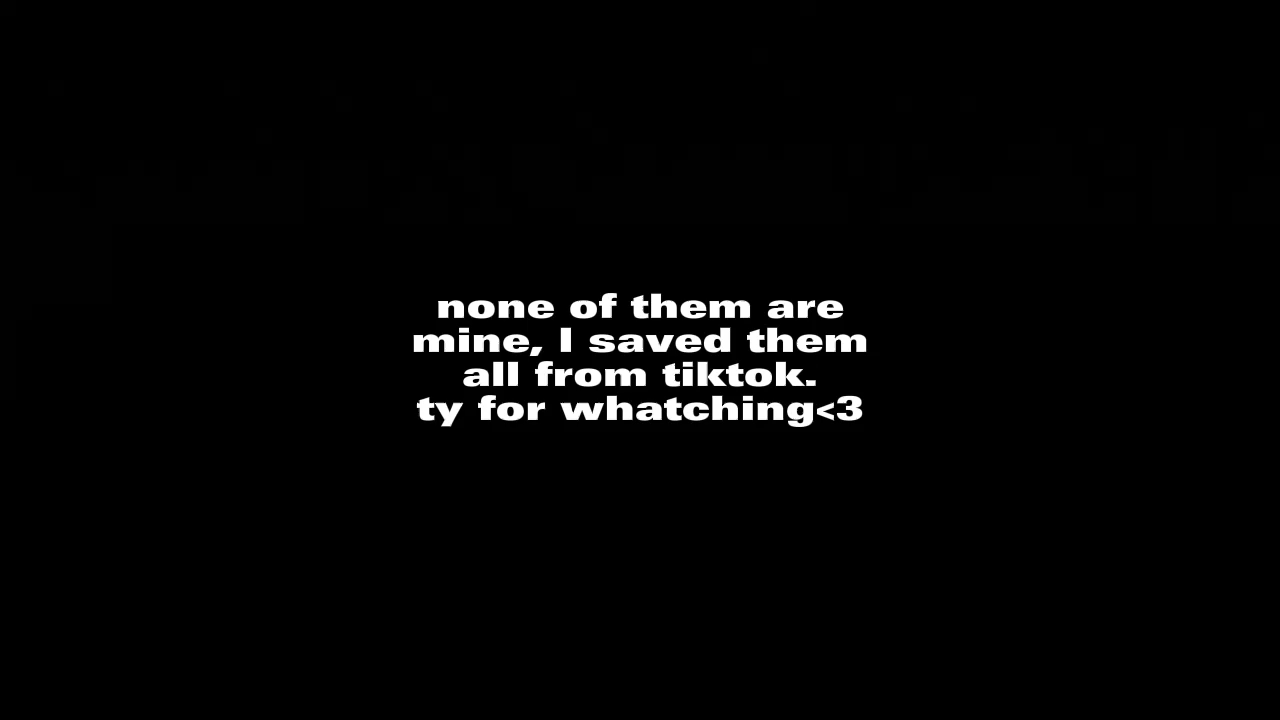 none of them are
mine, I saved them
all from tiktok.
ty for whatching<3